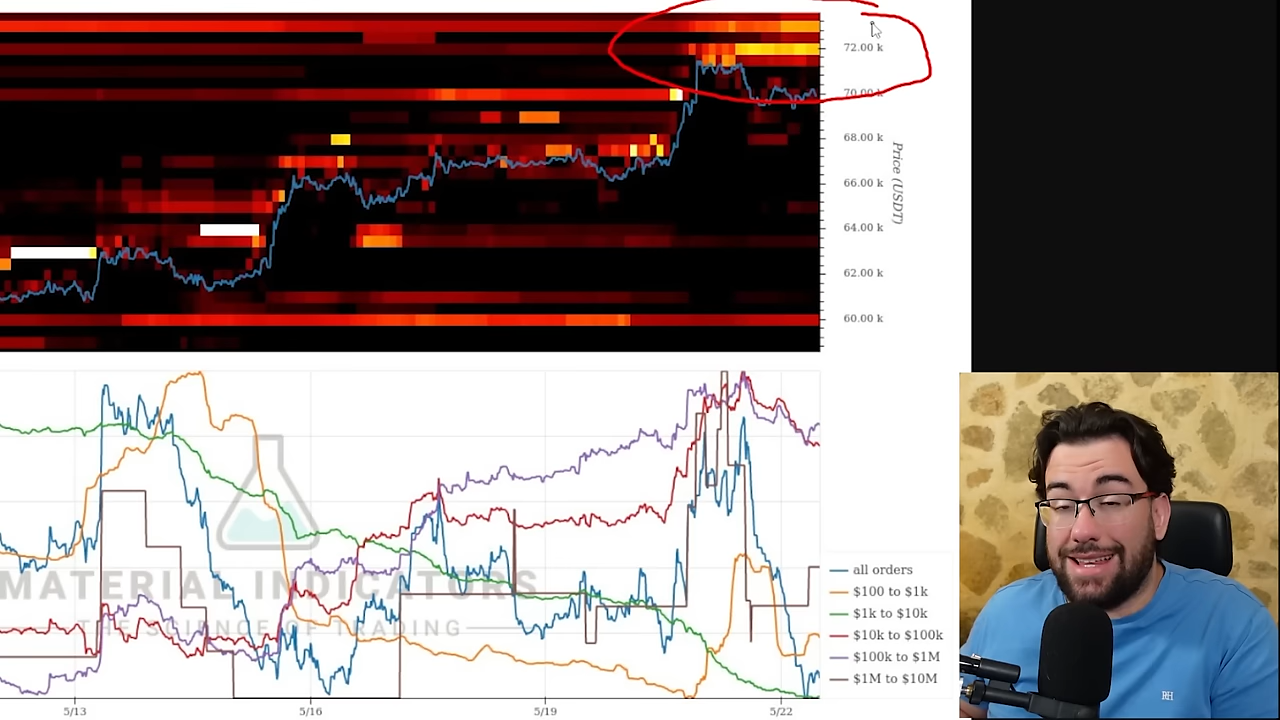 72.00 k
70.00 k
68.00 k
66.00 k
64.00 k
62.00 k
60.00 k
Price (USDT)
MATERIAL INDICATORS
THE SCIENCE OF TRADING
all orders
$100 to $1k
$1k to $10k
$10k to $100k
$100k to $1M
$1M to $10M
5/13
5/16
5/19
5/22
RH